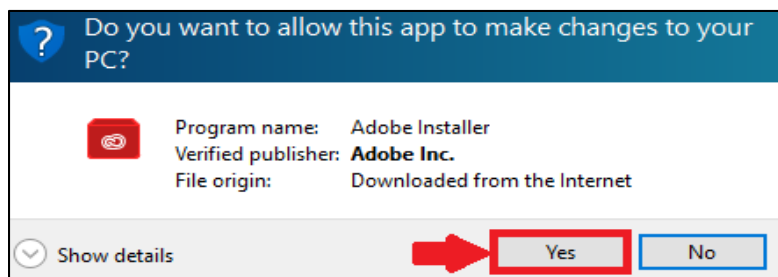 Do you want to allow this app to make changes to your
PC?
Program name: Adobe Installer
Verified publisher: Adobe Inc.
File origin: Downloaded from the Internet
Show details
Yes
No